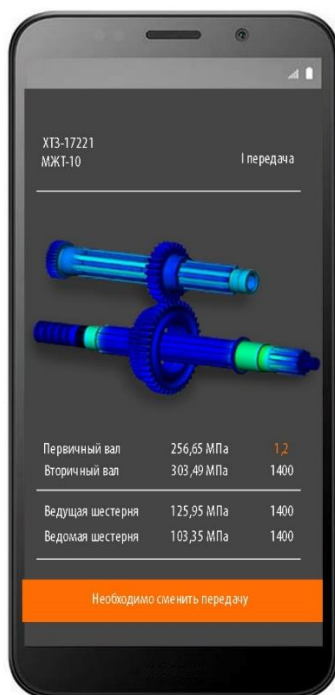 ХТЗ-17221
МЖТ-10 I передача
Первичный вал 256,65 МПа 1,2
Вторичный вал 303,49 МПа 1400
Ведущая шестерня 125,95 МПа 1400
Ведомая шестерня 103,35 МПа 1400
Необходимо сменить передачу